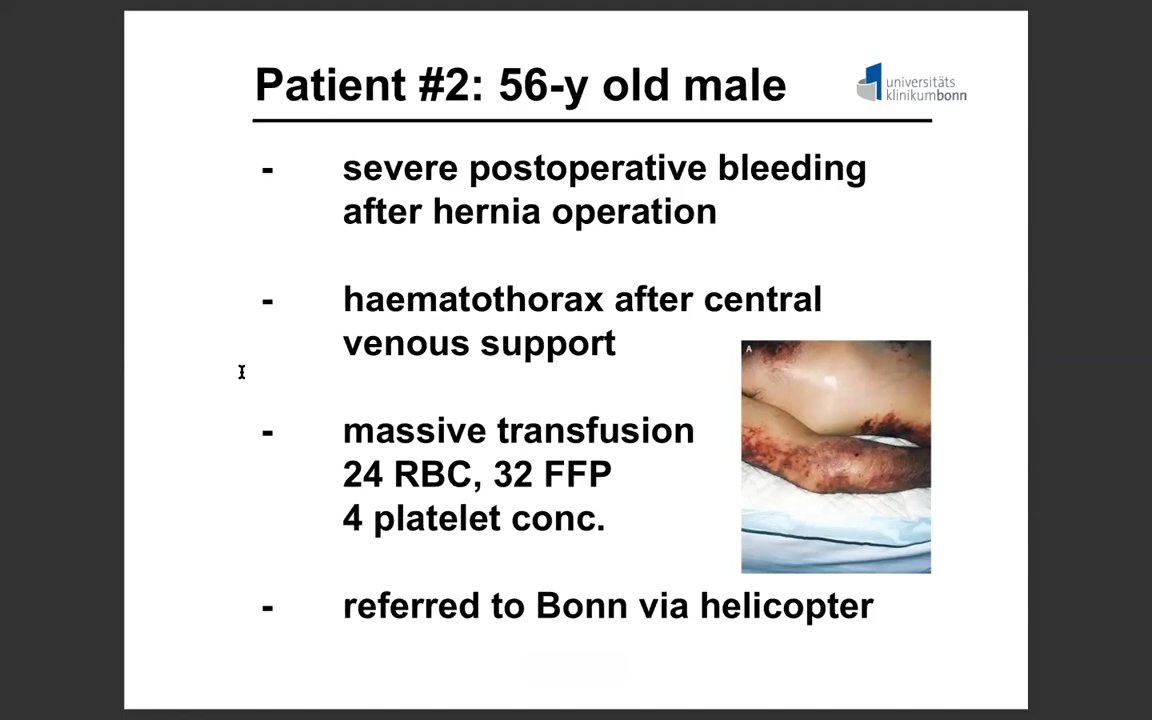 Patient #2: 56-y old male
universitäts
klinikumbonn
- severe postoperative bleeding
after hernia operation
- haematothorax after central
venous support
A
- massive transfusion
24 RBC, 32 FFP
4 platelet conc.
- referred to Bonn via helicopter